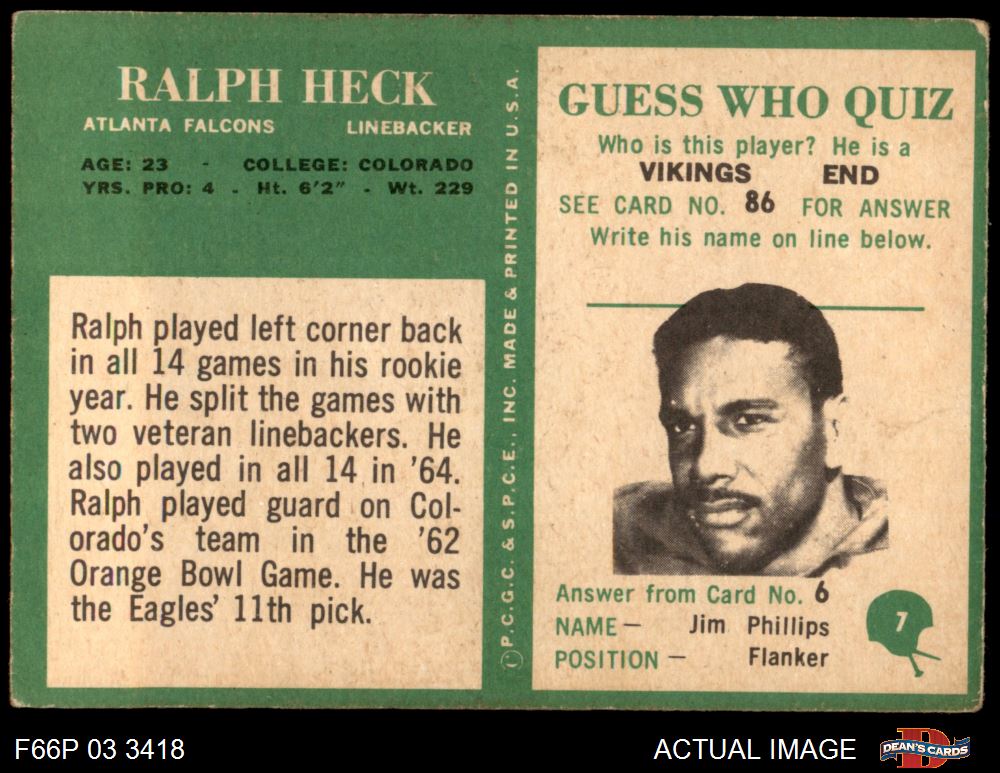 RALPH HECK
ATLANTA FALCONS LINEBACKER
AGE: 23 - COLLEGE: COLORADO
YRS. PRO: 4 - Ht. 6'2" - Wt. 229
Ralph played left corner back
in all 14 games in his rookie
year. He split the games with
two veteran linebackers. He
also played in all 14 in '64.
Ralph played guard on Col-
orado's team in the '62
Orange Bowl Game. He was
the Eagles' 11th pick.
© P.C.G.C. & S.P.C.E., INC. MADE & PRINTED IN U.S.A.
GUESS WHO QUIZ
Who is this player? He is a
VIKINGS END
SEE CARD NO. 86 FOR ANSWER
Write his name on line below.
Answer from Card No. 6
NAME — Jim Phillips
POSITION — Flanker
7
F66P 03 3418
ACTUAL IMAGE
D
DEAN'S CARDS